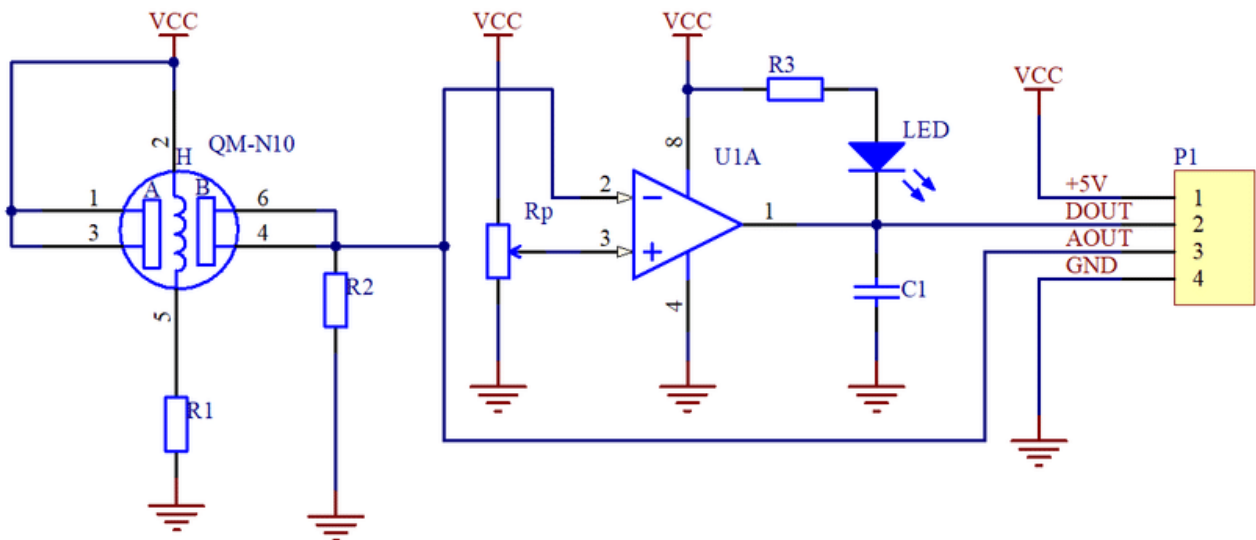 VCC
VCC
VCC
R3
VCC
2
H
QM-N10
8
U1A
LED
P1
1
A
B
6
2
−
+5V
1
3
4
Rp
1
DOUT
2
3
+
AOUT
3
GND
4
5
R2
4
C1
R1